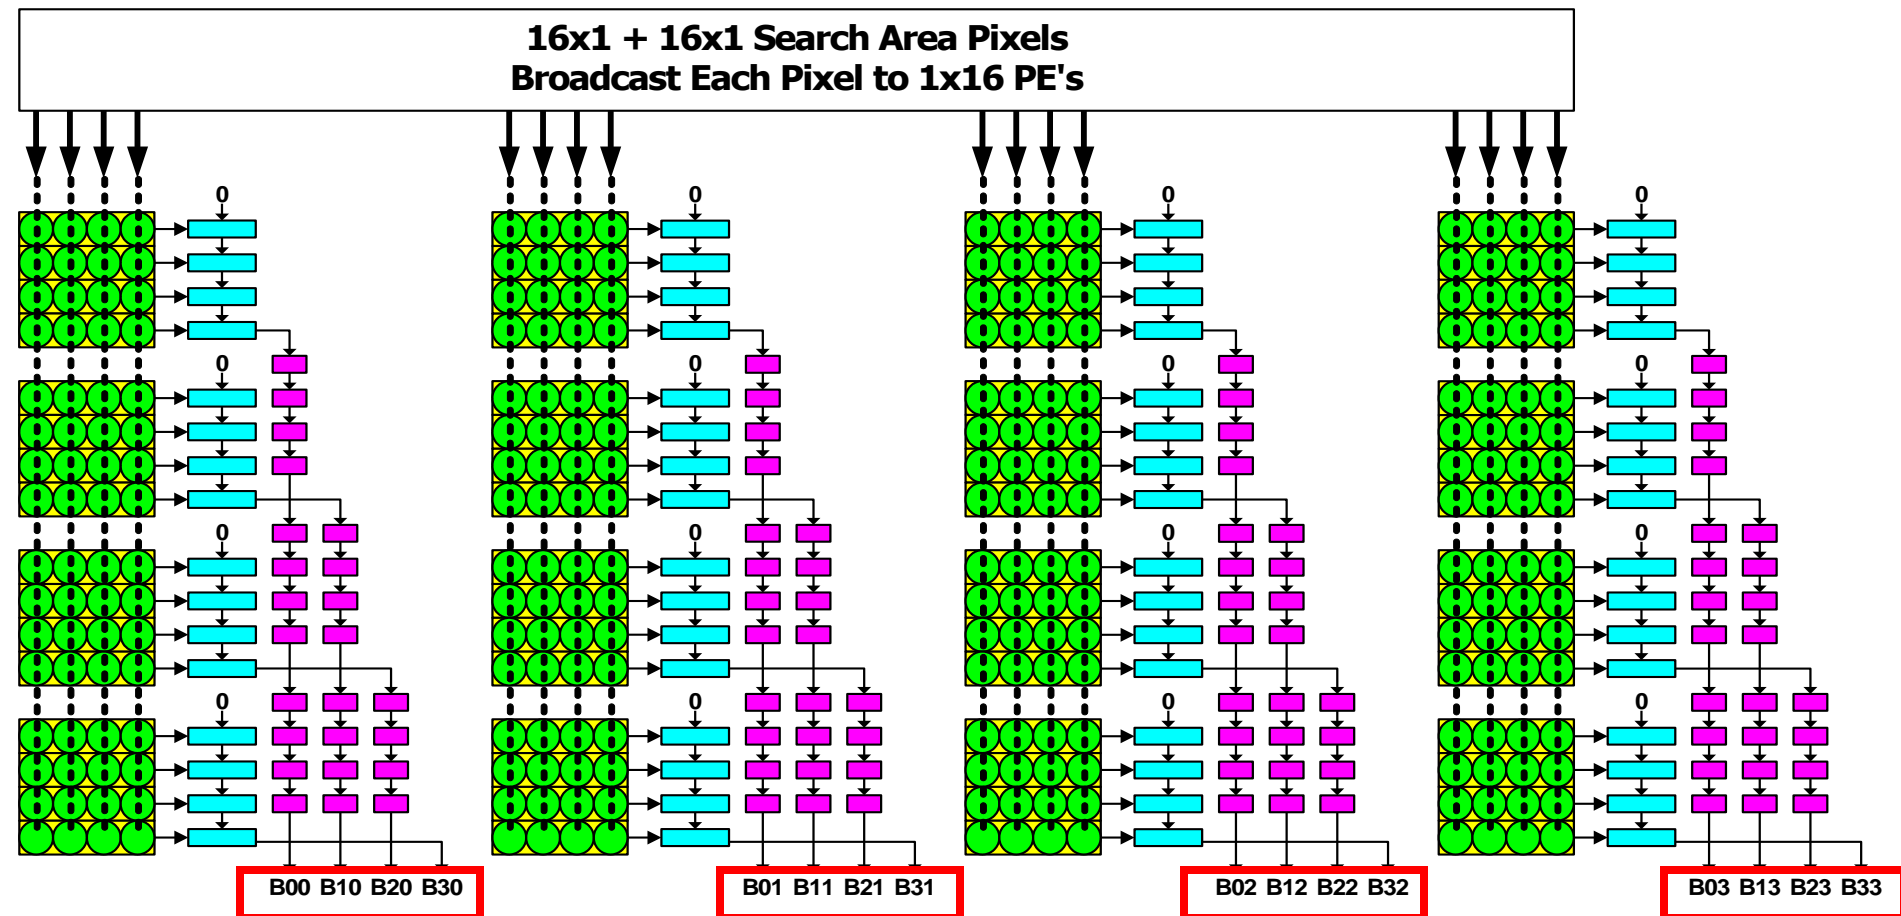 16x1 + 16x1 Search Area Pixels
Broadcast Each Pixel to 1x16 PE's
0 0 0 0
0 0 0 0
0 0 0 0
0 0 0 0
B00 B10 B20 B30 B01 B11 B21 B31 B02 B12 B22 B32 B03 B13 B23 B33